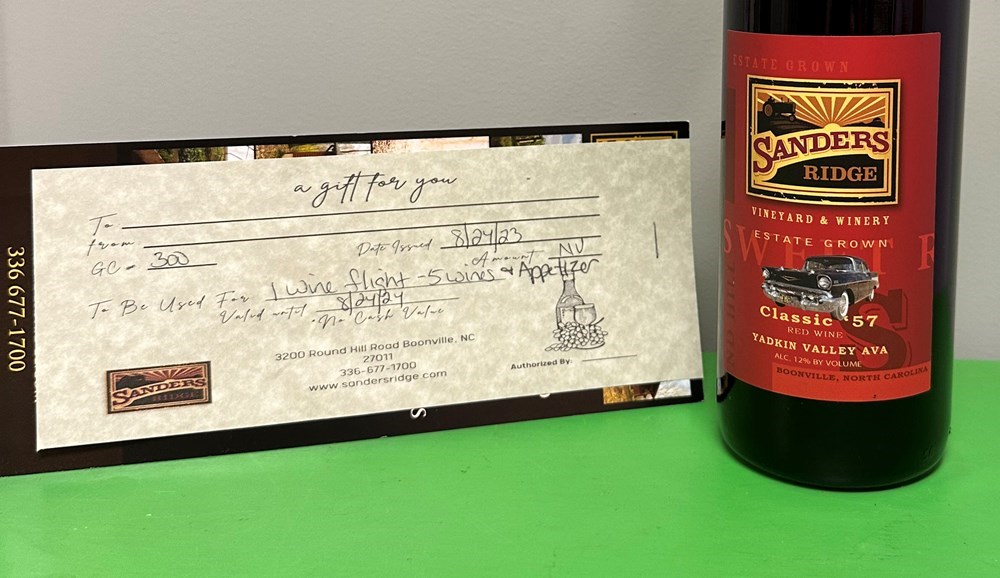 a gift for you
To
from
Date Issued 8/24/23
GC - 300
Amount NV
To Be Used For 1 wine flight - 5 wines & Appetizer
Valid until 8/24/24
No Cash Value
3200 Round Hill Road Boonville, NC
27011
336-677-1700
www.sandersridge.com
Authorized By:
SANDERS
RIDGE
336 677-1700
S
ESTATE GROWN
SANDERS
RIDGE
VINEYARD & WINERY
ESTATE GROWN
SWEET R
Classic '57
RED WINE
YADKIN VALLEY AVA
ALC. 12% BY VOLUME
BOONVILLE, NORTH CAROLINA